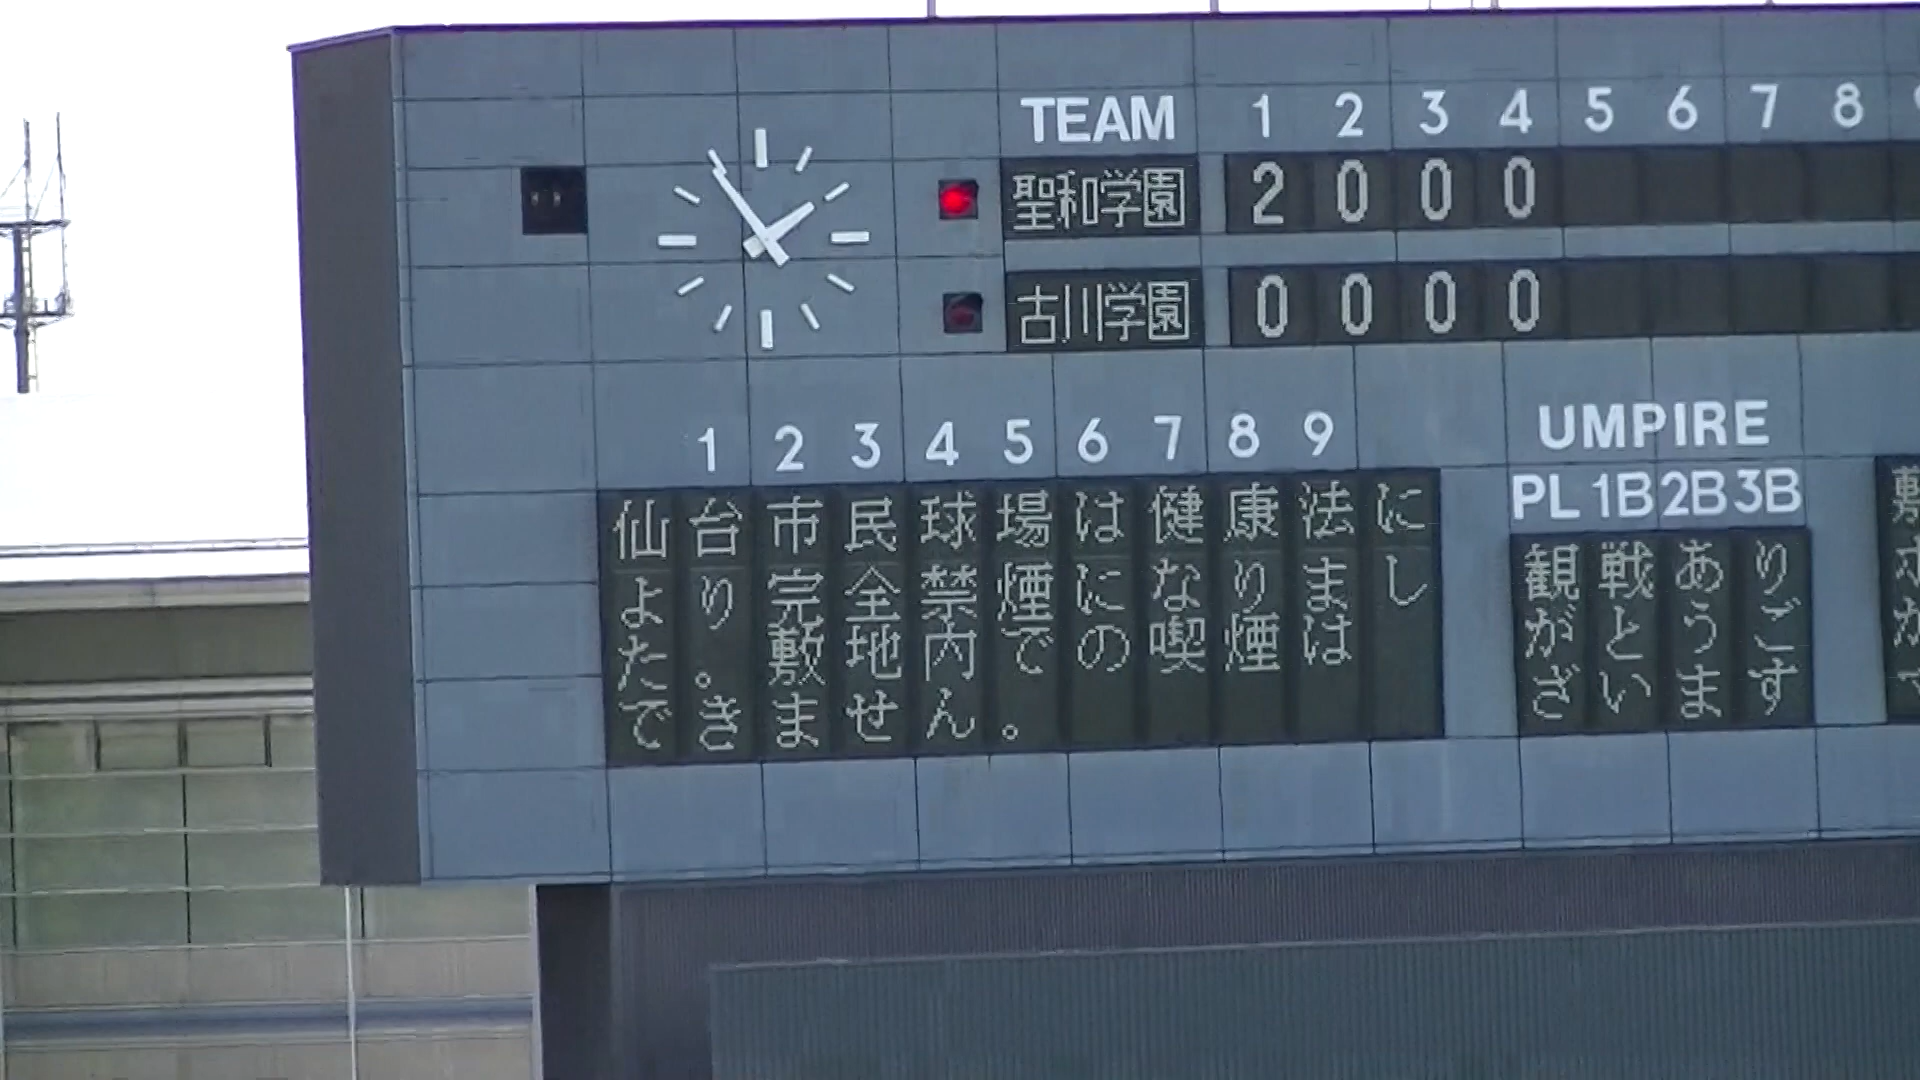 TEAM 1 2 3 4 5 6 7 8
聖和学園 2 0 0 0
古川学園 0 0 0 0
1 2 3 4 5 6 7 8 9
UMPIRE
PL 1B 2B 3B
仙台市民球場は健康法に
より完全禁煙になりまし
た。敷地内での喫煙は
できません。
観戦あり
がとうご
ざいます
敷